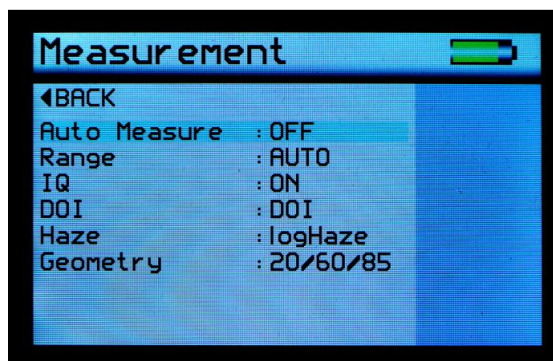 Measurement
◀BACK
Auto Measure : OFF
Range : AUTO
IQ : ON
DOI : DOI
Haze : logHaze
Geometry : 20/60/85